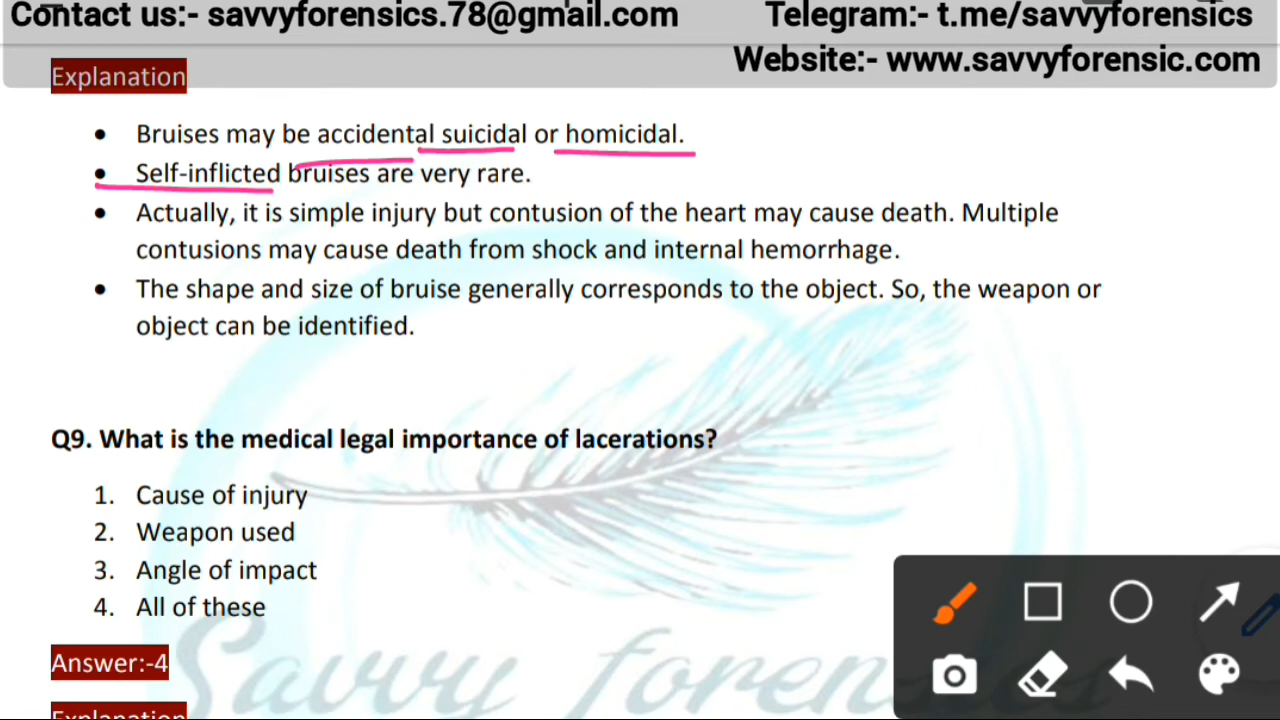 Contact us:- savvyforensics.78@gmail.com Telegram:- t.me/savvyforensics
Website:- www.savvyforensic.com
Explanation
• Bruises may be accidental suicidal or homicidal.
• Self-inflicted bruises are very rare.
• Actually, it is simple injury but contusion of the heart may cause death. Multiple
contusions may cause death from shock and internal hemorrhage.
• The shape and size of bruise generally corresponds to the object. So, the weapon or
object can be identified.
Q9. What is the medical legal importance of lacerations?
1. Cause of injury
2. Weapon used
3. Angle of impact
4. All of these
Answer:-4
Savvy forensics
Explanation